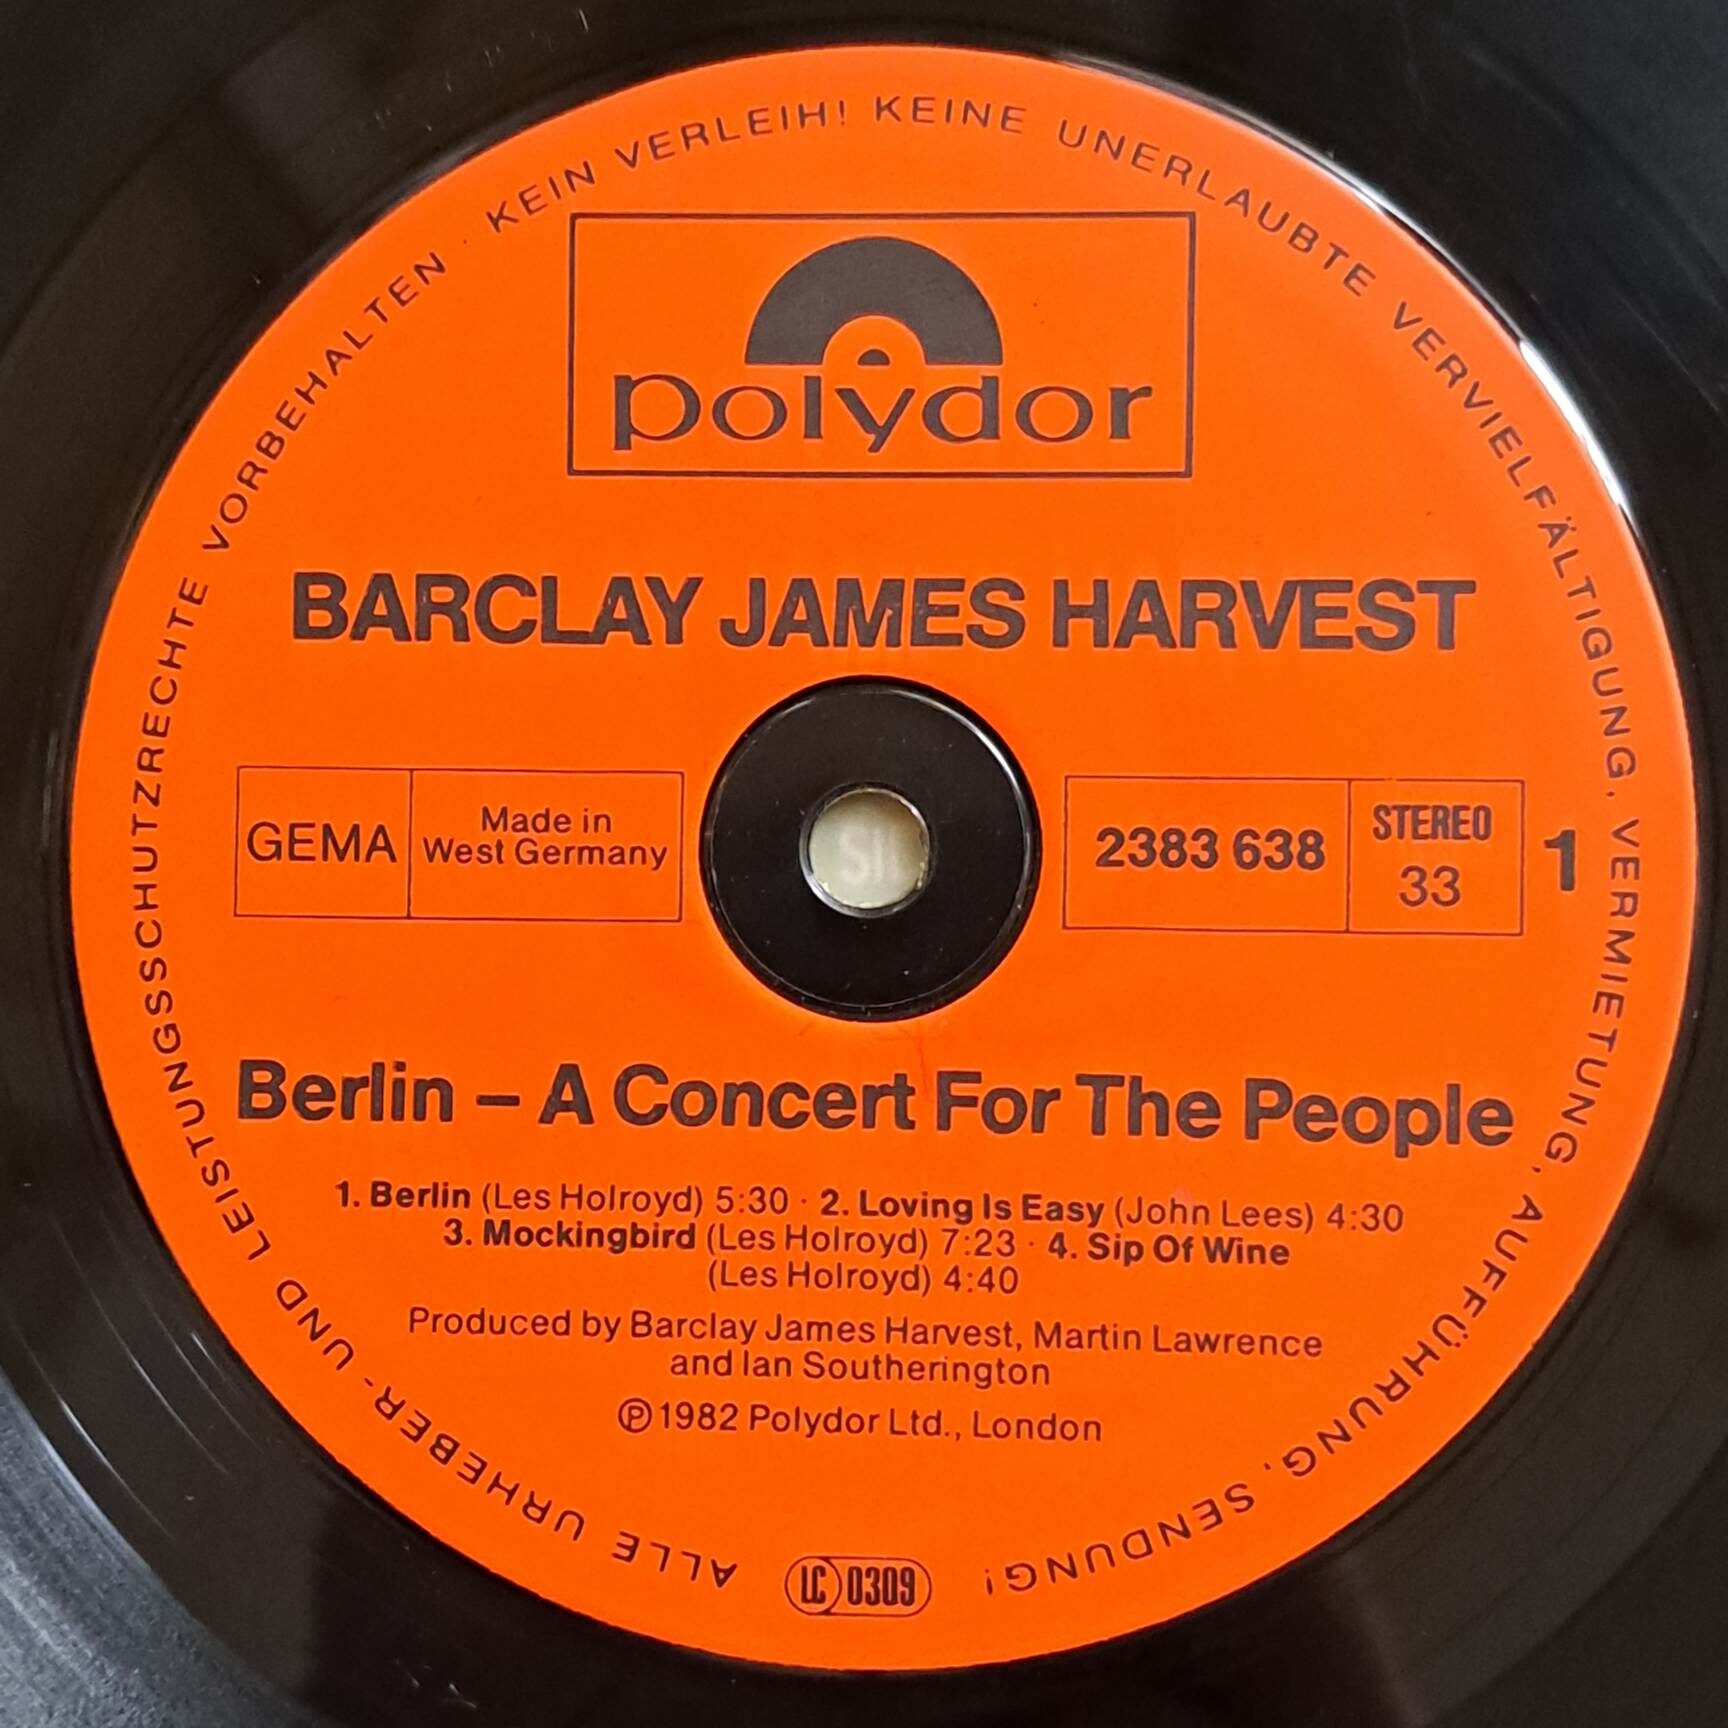 ALLE URHEBER- UND LEISTUNGSSCHUTZRECHTE VORBEHALTEN · KEIN VERLEIH! KEINE UNERLAUBTE VERVIELFÄLTIGUNG, VERMIETUNG, AUFFÜHRUNG, SENDUNG!
polydor
BARCLAY JAMES HARVEST
GEMA
Made in
West Germany
2383 638
STEREO
33
1
Berlin – A Concert For The People
1. Berlin (Les Holroyd) 5:30 · 2. Loving Is Easy (John Lees) 4:30
3. Mockingbird (Les Holroyd) 7:23 · 4. Sip Of Wine
(Les Holroyd) 4:40
Produced by Barclay James Harvest, Martin Lawrence
and Ian Southerington
℗ 1982 Polydor Ltd., London
LC 0309